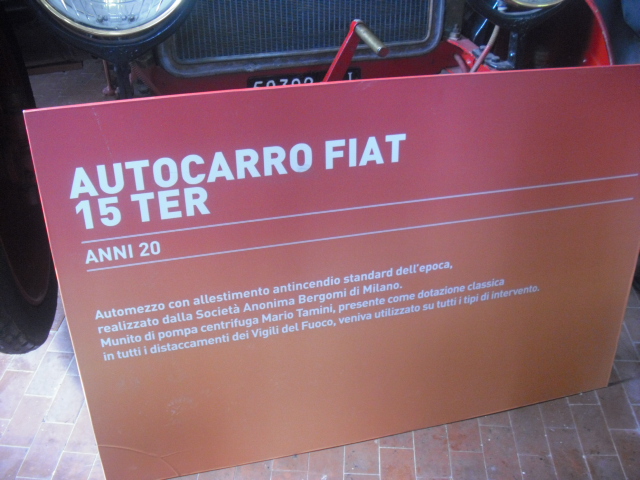 AUTOCARRO FIAT
15 TER
ANNI 20
Automezzo con allestimento antincendio standard dell'epoca,
realizzato dalla Società Anonima Bergomi di Milano.
Munito di pompa centrifuga Mario Tamini, presente come dotazione classica
in tutti i distaccamenti dei Vigili del Fuoco, veniva utilizzato su tutti i tipi di intervento.